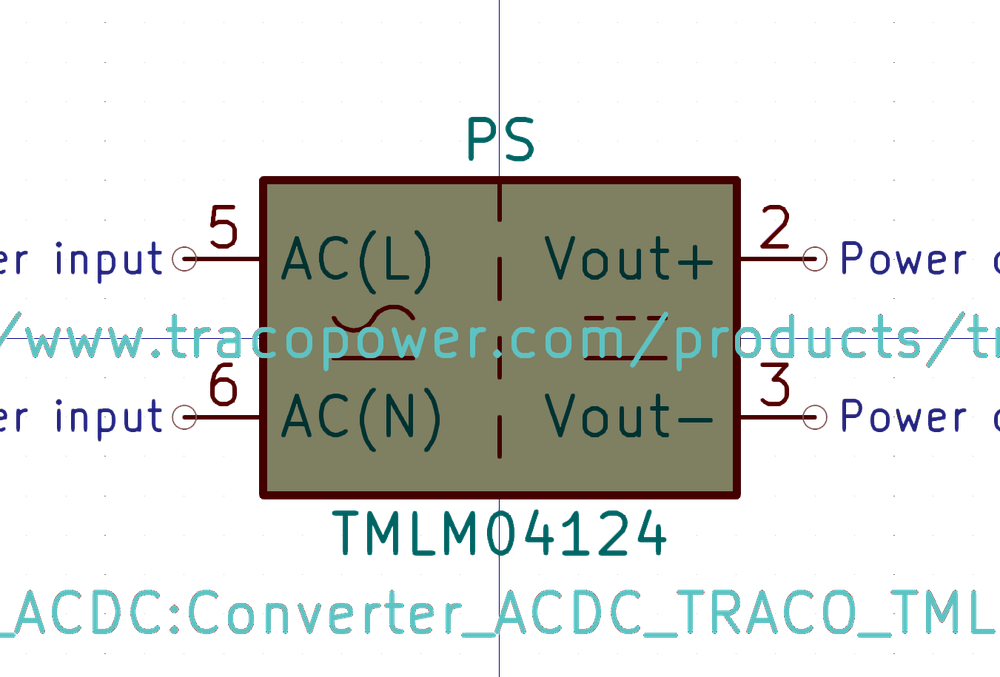 PS
5 2
er input AC(L) Vout+ Power
/www.tracopower.com/products/
6 3
er input AC(N) Vout− Power
TMLM04124
_ACDC:Converter_ACDC_TRACO_TML